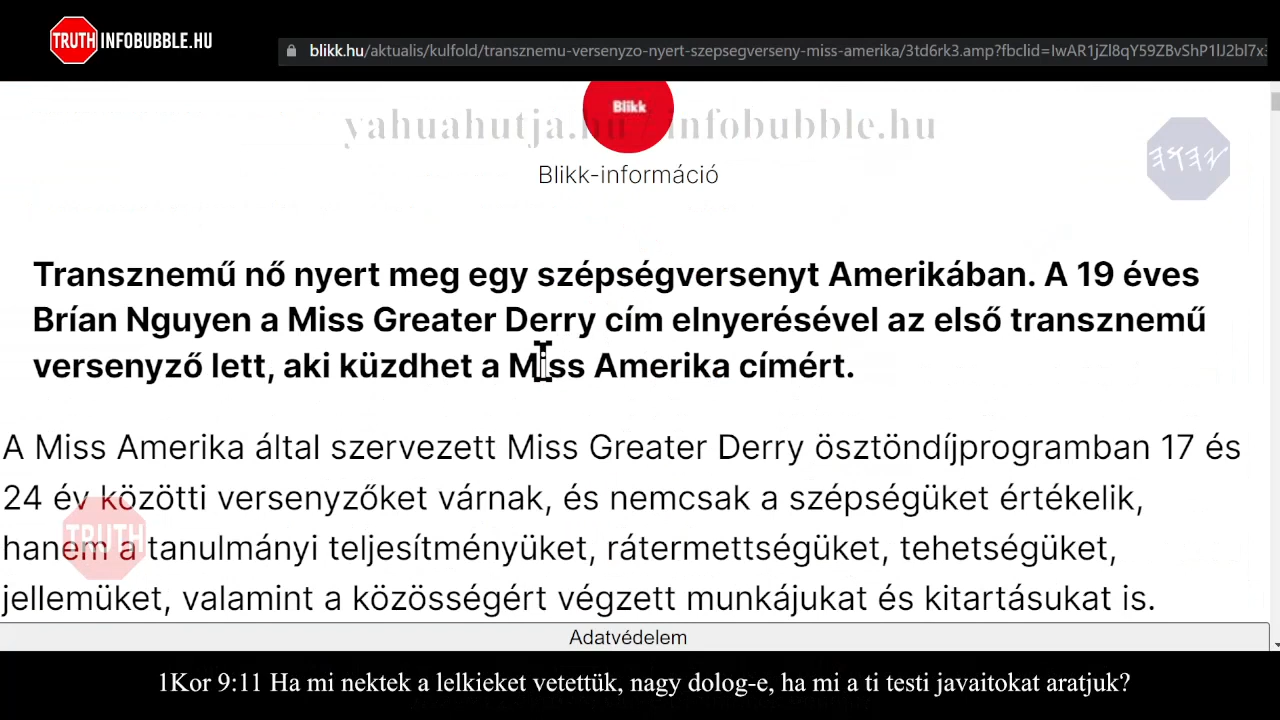 TRUTH INFOBUBBLE.HU
blikk.hu/aktualis/kulfold/transznemu-versenyzo-nyert-szepsegverseny-miss-amerika/3td6rk3.amp?fbclid=IwAR1jZl8qY59ZBvShP1lJ2bl7x
Blikk
yahuahutja.hu / infobubble.hu
𐤉𐤄𐤅𐤄
Blikk-információ
Transznemű nő nyert meg egy szépségversenyt Amerikában. A 19 éves
Brían Nguyen a Miss Greater Derry cím elnyerésével az első transznemű
versenyző lett, aki küzdhet a Miss Amerika címért.
A Miss Amerika által szervezett Miss Greater Derry ösztöndíjprogramban 17 és
24 év közötti versenyzőket várnak, és nemcsak a szépségüket értékelik,
hanem a tanulmányi teljesítményüket, rátermettségüket, tehetségüket,
TRUTH
jellemüket, valamint a közösségért végzett munkájukat és kitartásukat is.
Adatvédelem
1Kor 9:11 Ha mi nektek a lelkieket vetettük, nagy dolog-e, ha mi a ti testi javaitokat aratjuk?